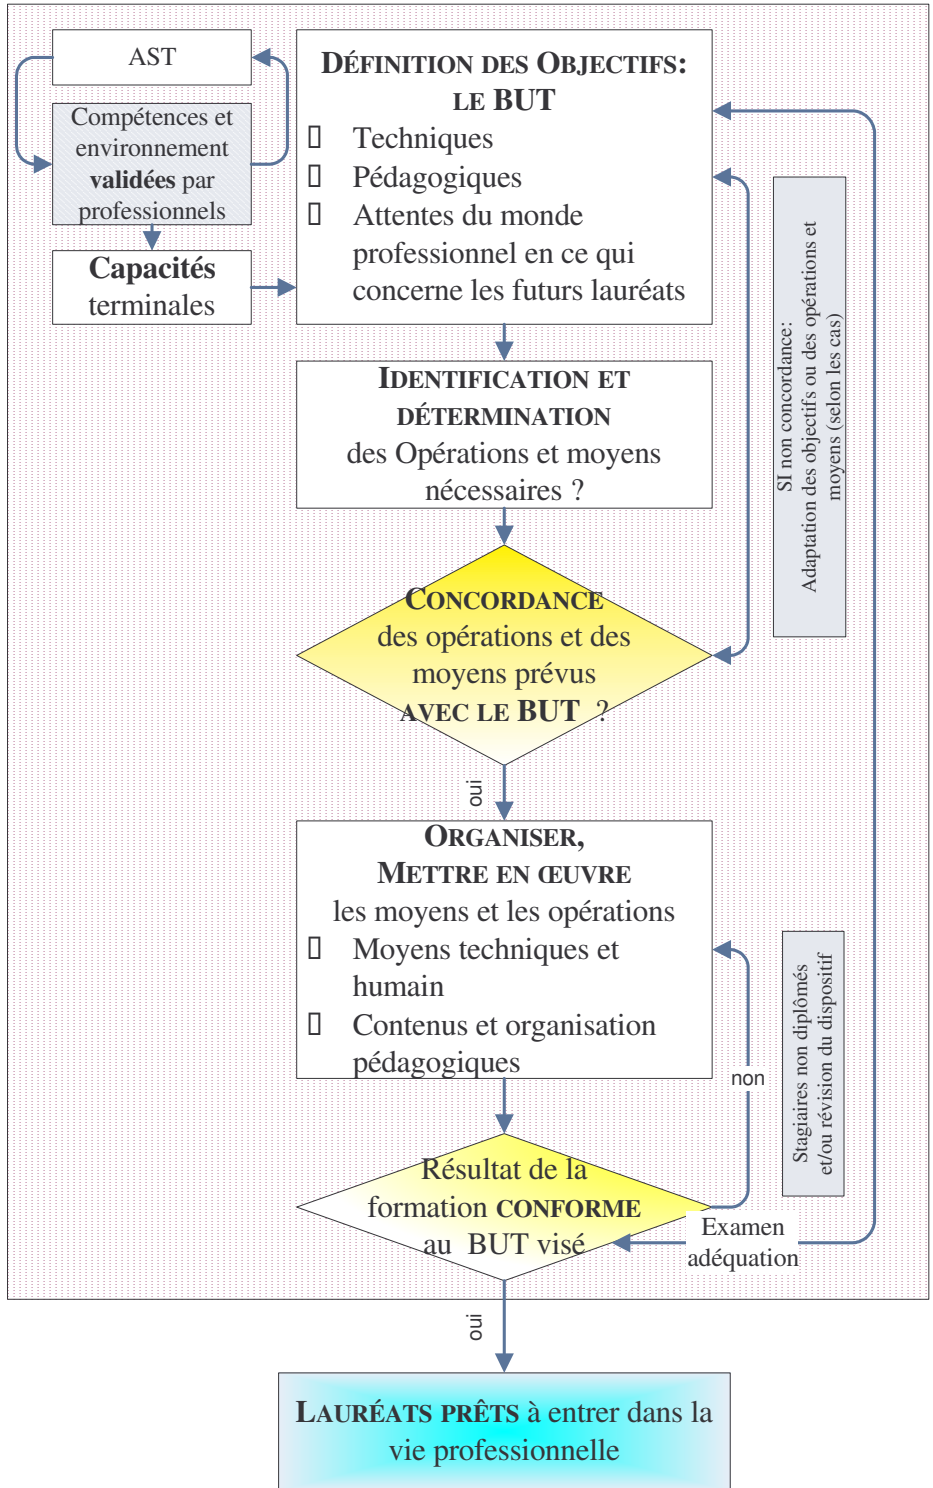 AST
Compétences et
environnement
validées par
professionnels
Capacités
terminales
DÉFINITION DES OBJECTIFS:
LE BUT
Techniques
Pédagogiques
Attentes du monde
professionnel en ce qui
concerne les futurs lauréats
IDENTIFICATION ET
DÉTERMINATION
des Opérations et moyens
nécessaires ?
SI non concordance:
Adaptation des objectifs ou des opérations et
moyens (selon les cas)
CONCORDANCE
des opérations et des
moyens prévus
AVEC LE BUT ?
oui
ORGANISER,
METTRE EN ŒUVRE
les moyens et les opérations
Moyens techniques et
humain
Contenus et organisation
pédagogiques
non
Stagiaires non diplômés
et/ou révision du dispositif
Résultat de la
formation CONFORME
au BUT visé
Examen
adéquation
oui
LAURÉATS PRÊTS à entrer dans la
vie professionnelle